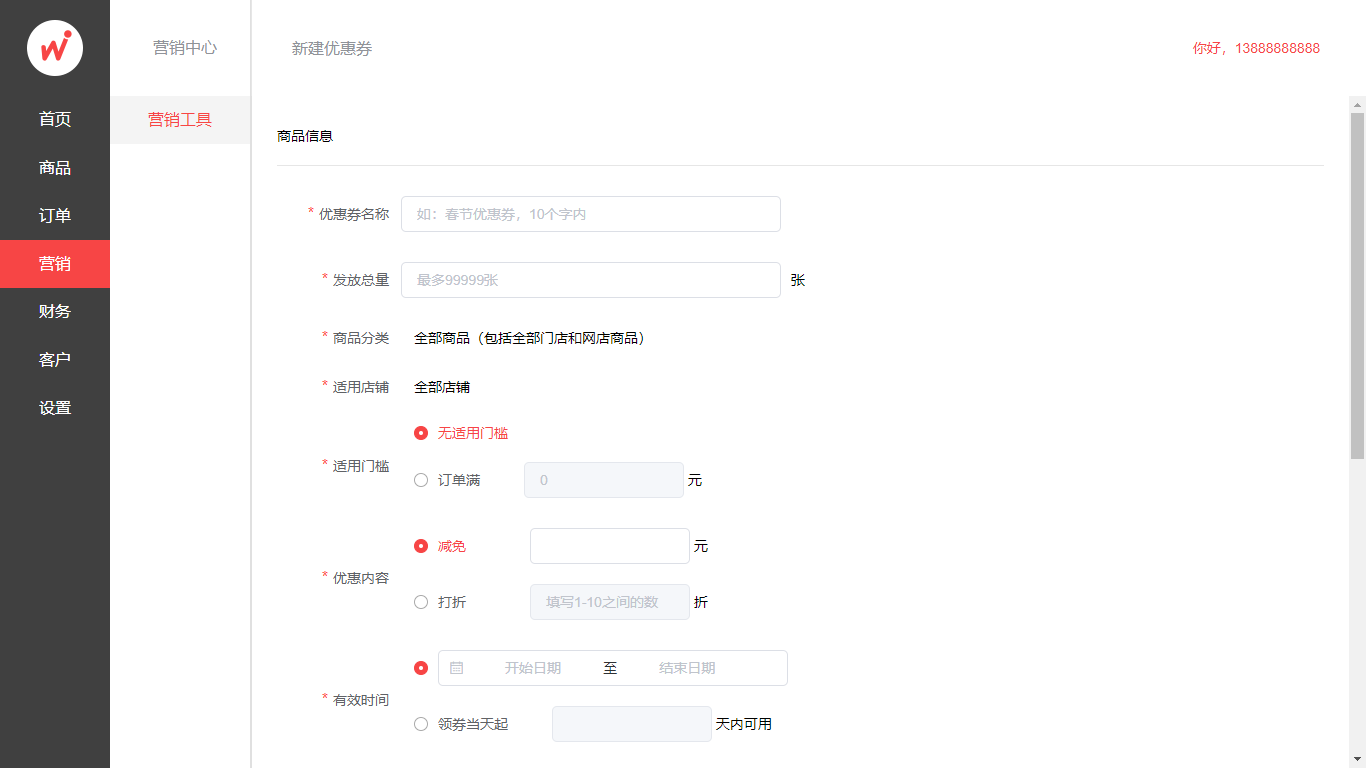 营销中心
新建优惠券
你好，13888888888
首页
商品
订单
营销
财务
客户
设置
营销工具
商品信息
* 优惠券名称 如：春节优惠券，10个字内
* 发放总量 最多99999张 张
* 商品分类 全部商品（包括全部门店和网店商品）
* 适用店铺 全部店铺
* 适用门槛
无适用门槛
订单满 0 元
* 优惠内容
减免 元
打折 填写1-10之间的数 折
* 有效时间
开始日期 至 结束日期
领券当天起 天内可用